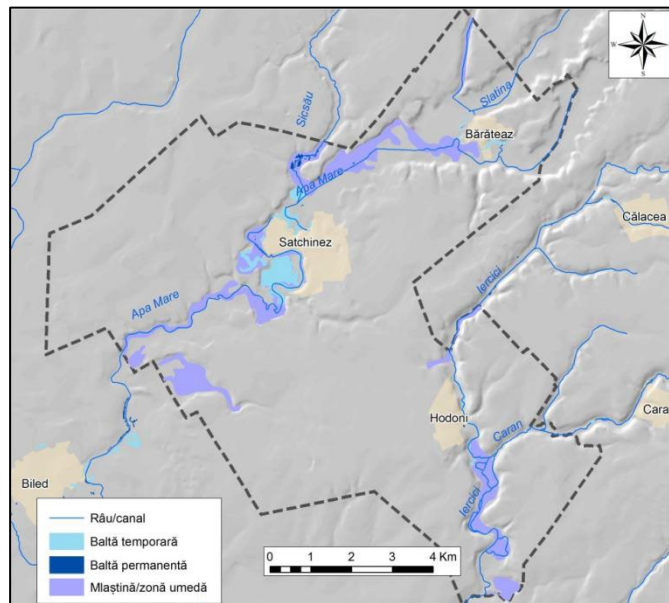 N
W
E
S
Slatina
Sicsău
Bărăteaz
Apa Mare
Călacea
Satchinez
Iercici
Apa Mare
Hodoni
Cara
Caran
Biled
Iercici
Râu/canal
Baltă temporară
Baltă permanentă
Mlaștină/zonă umedă
0 1 2 3 4 Km